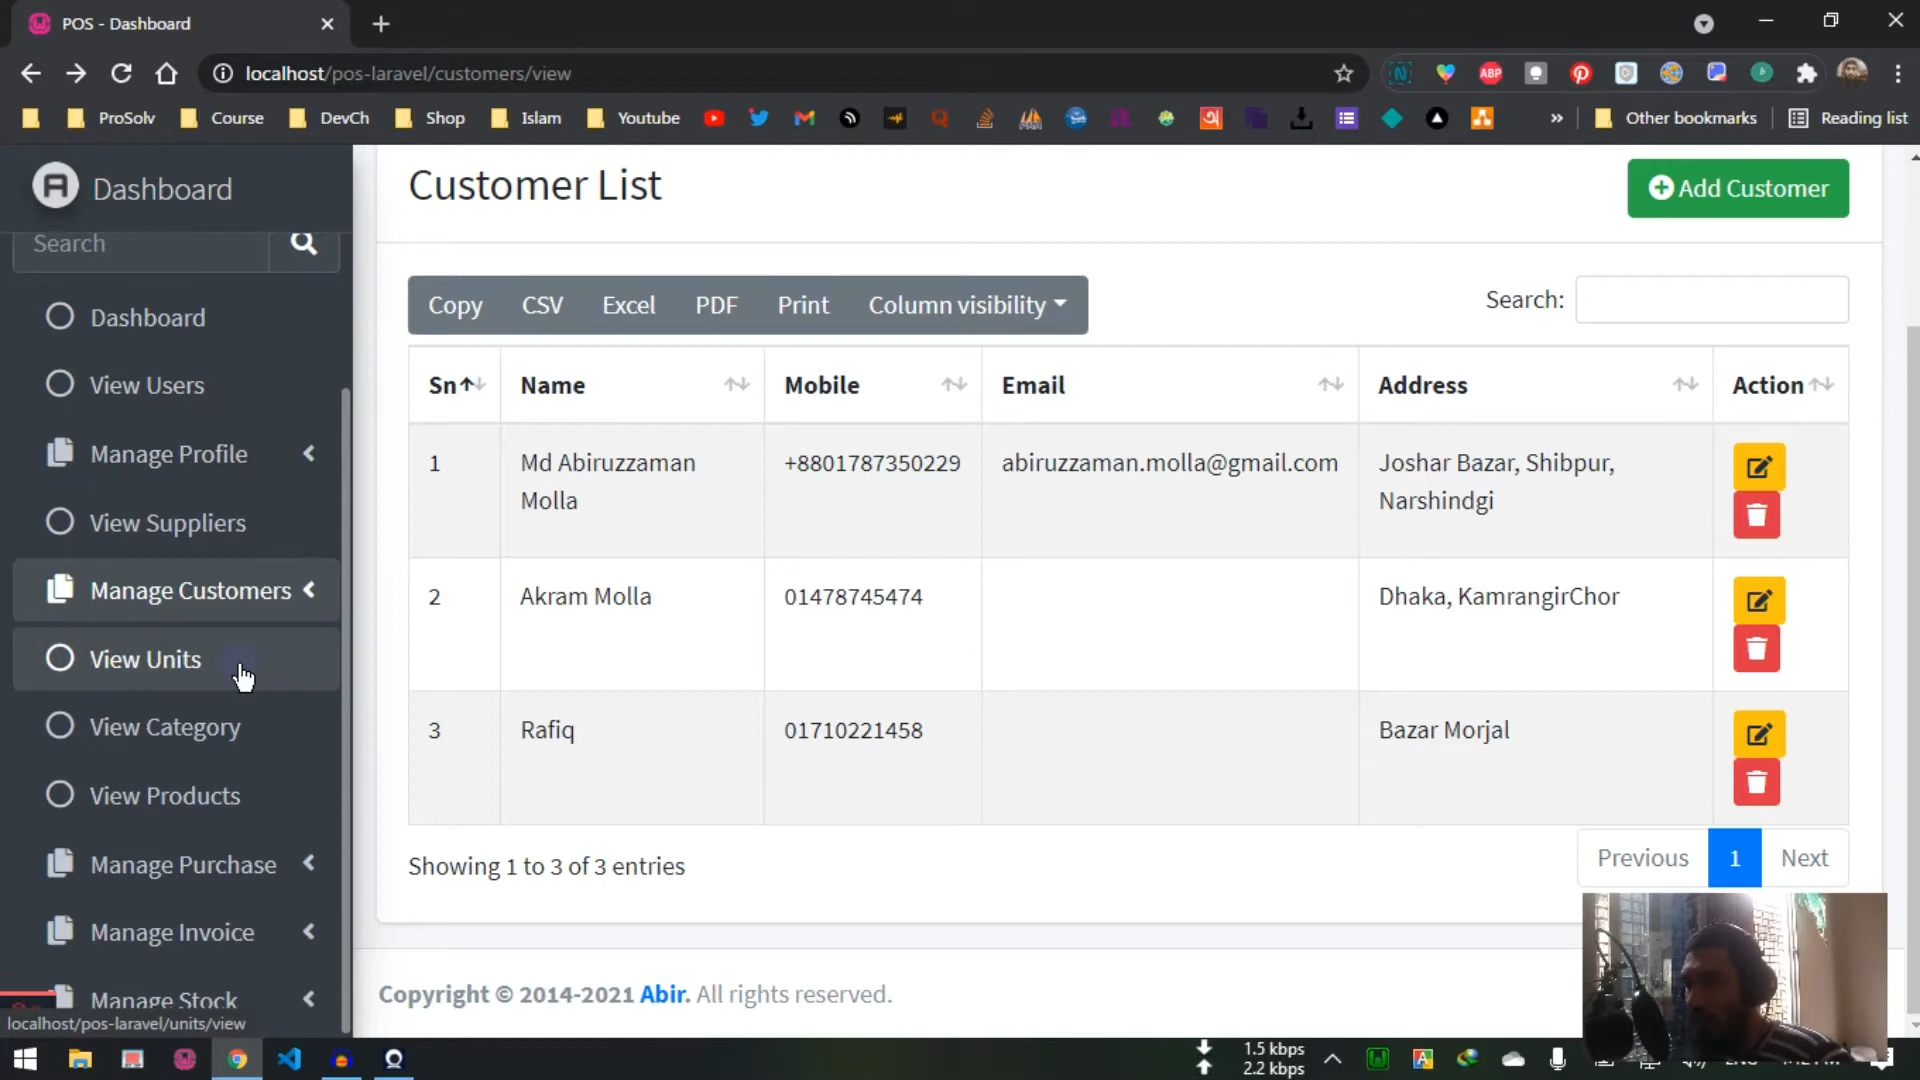 POS - Dashboard
localhost/pos-laravel/customers/view
ABP
ProSolv
Course
DevCh
Shop
Islam
Youtube
Other bookmarks
Reading list
Dashboard
Search
Dashboard
View Users
Manage Profile
View Suppliers
Manage Customers
View Units
View Category
View Products
Manage Purchase
Manage Invoice
Manage Stock
localhost/pos-laravel/units/view
Customer List
Add Customer
Copy CSV Excel PDF Print Column visibility
Search:
Sn Name Mobile Email Address Action
1 Md Abiruzzaman Molla +8801787350229 abiruzzaman.molla@gmail.com Joshar Bazar, Shibpur, Narshindgi
2 Akram Molla 01478745474 Dhaka, KamrangirChor
3 Rafiq 01710221458 Bazar Morjal
Showing 1 to 3 of 3 entries
Previous 1 Next
Copyright © 2014-2021 Abir. All rights reserved.
1.5 kbps
2.2 kbps